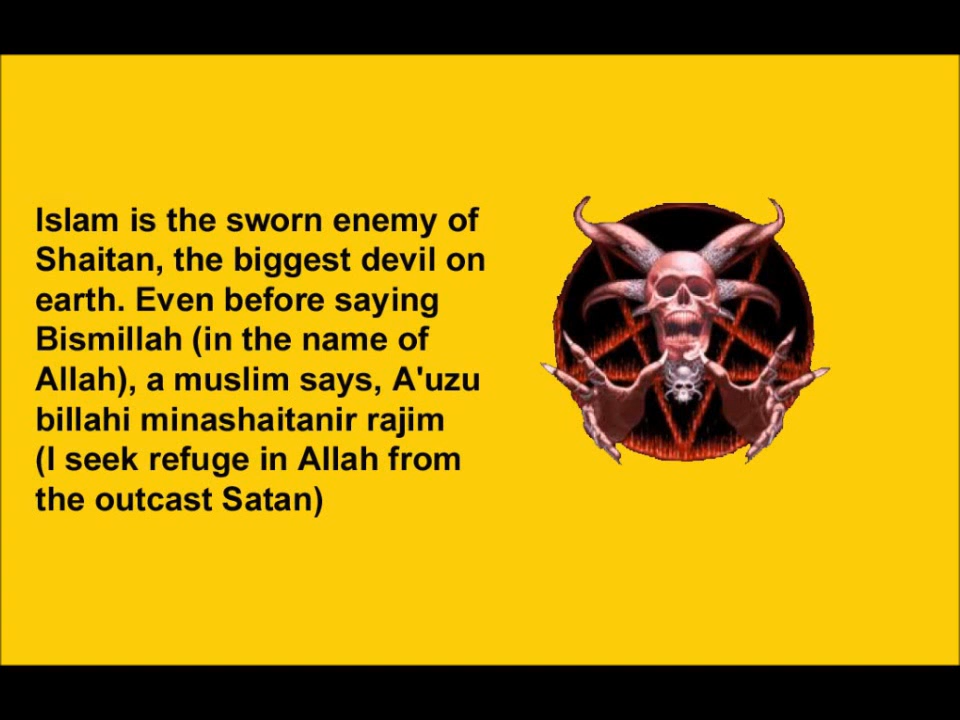 Islam is the sworn enemy of
Shaitan, the biggest devil on
earth. Even before saying
Bismillah (in the name of
Allah), a muslim says, A'uzu
billahi minashaitanir rajim
(I seek refuge in Allah from
the outcast Satan)